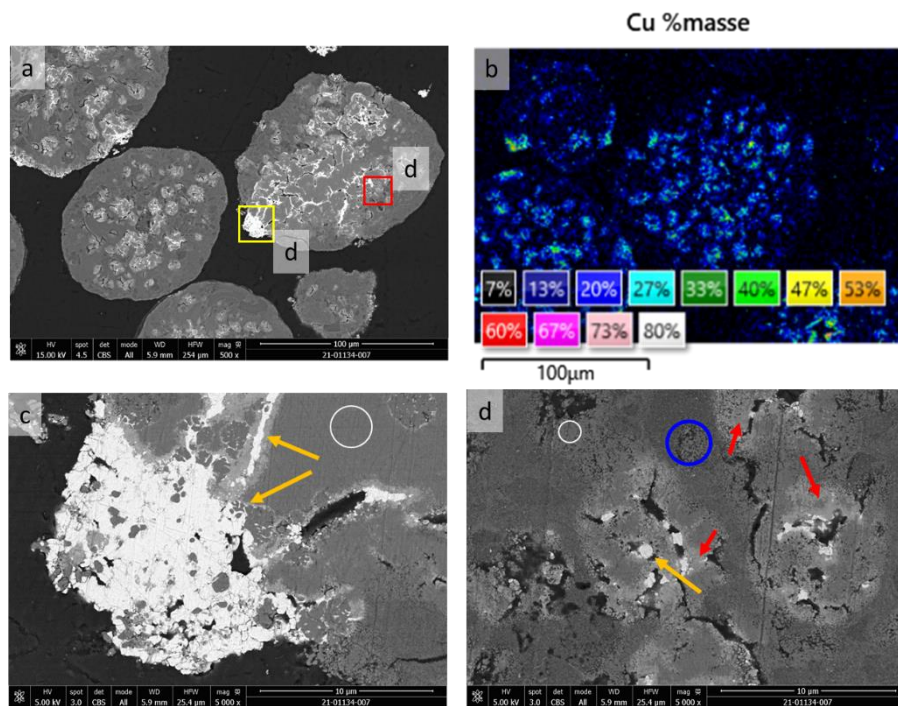 Cu %masse
a
d
d
HV spot det mode WD HFW mag 100 µm
15.00 kV 4.5 CBS All 5.9 mm 254 µm 500 x 21-01134-007
b
7% 13% 20% 27% 33% 40% 47% 53%
60% 67% 73% 80%
100µm
c
HV spot det mode WD HFW mag 10 µm
5.00 kV 3.0 CBS All 5.9 mm 25.4 µm 5 000 x 21-01134-007
d
HV spot det mode WD HFW mag 10 µm
5.00 kV 3.0 CBS All 5.9 mm 25.4 µm 5 000 x 21-01134-007